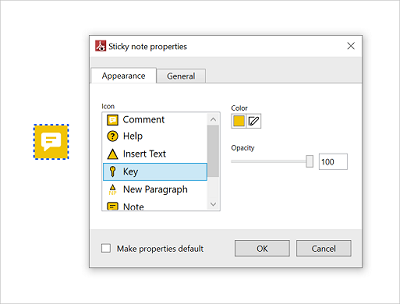 Sticky note properties
Appearance
General
Icon
Comment
Help
Insert Text
Key
New Paragraph
Note
Color
Opacity
100
Make properties default
OK
Cancel